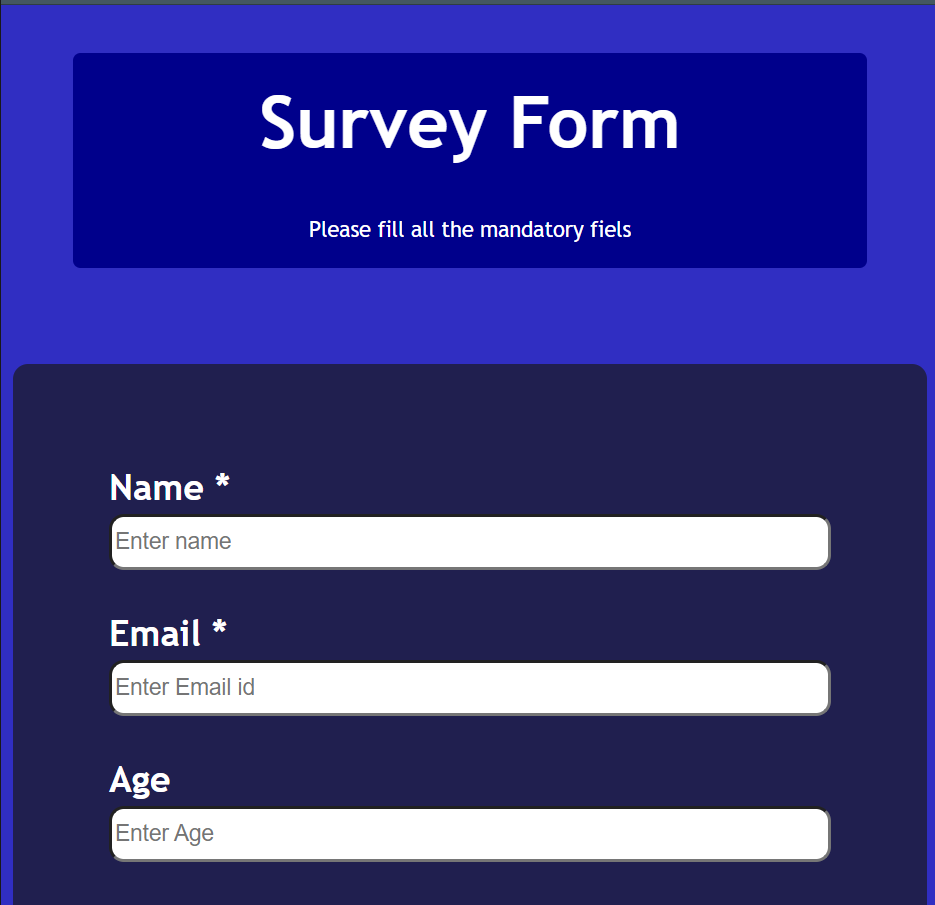 Survey Form
Please fill all the mandatory fiels
Name *
Enter name
Email *
Enter Email id
Age
Enter Age